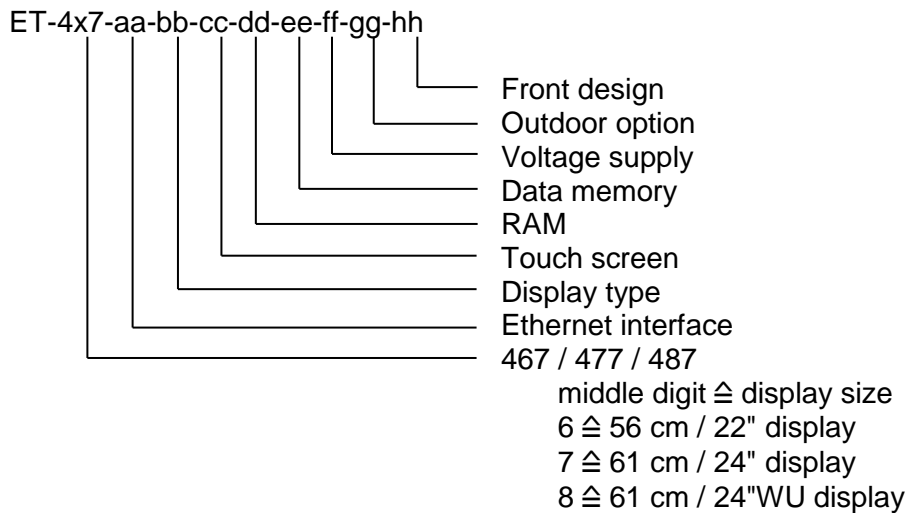 ET-4x7-aa-bb-cc-dd-ee-ff-gg-hh
Front design
Outdoor option
Voltage supply
Data memory
RAM
Touch screen
Display type
Ethernet interface
467 / 477 / 487
middle digit ≙ display size
6 ≙ 56 cm / 22" display
7 ≙ 61 cm / 24" display
8 ≙ 61 cm / 24"WU display